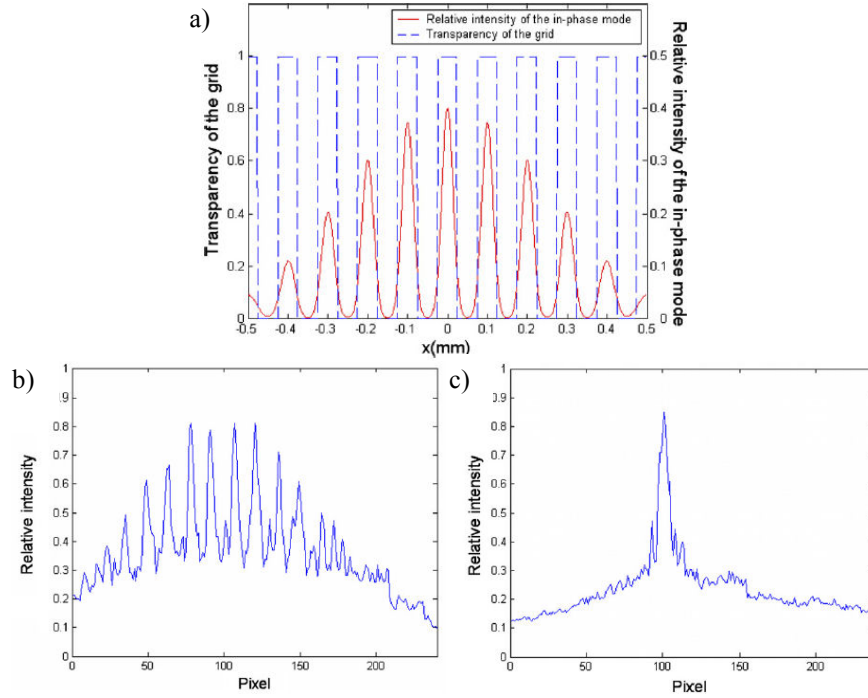 a)
Relative intensity of the in-phase mode
Transparency of the grid
Transparency of the grid
1
0.8
0.6
0.4
0.2
0
Relative intensity of the in-phase mode
0.5
0.4
0.3
0.2
0.1
0
-0.5 -0.4 -0.3 -0.2 -0.1 0 0.1 0.2 0.3 0.4 0.5
x(mm)
b)
Relative intensity
1
0.9
0.8
0.7
0.6
0.5
0.4
0.3
0.2
0.1
0
0 50 100 150 200
Pixel
c)
Relative intensity
1
0.9
0.8
0.7
0.6
0.5
0.4
0.3
0.2
0.1
0
0 50 100 150 200
Pixel